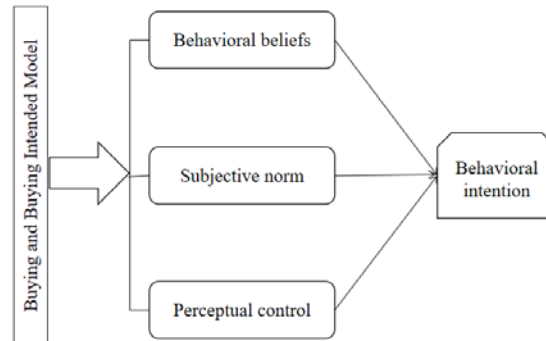 Buying and Buying Intended Model
Behavioral beliefs
Subjective norm
Perceptual control
Behavioral
intention